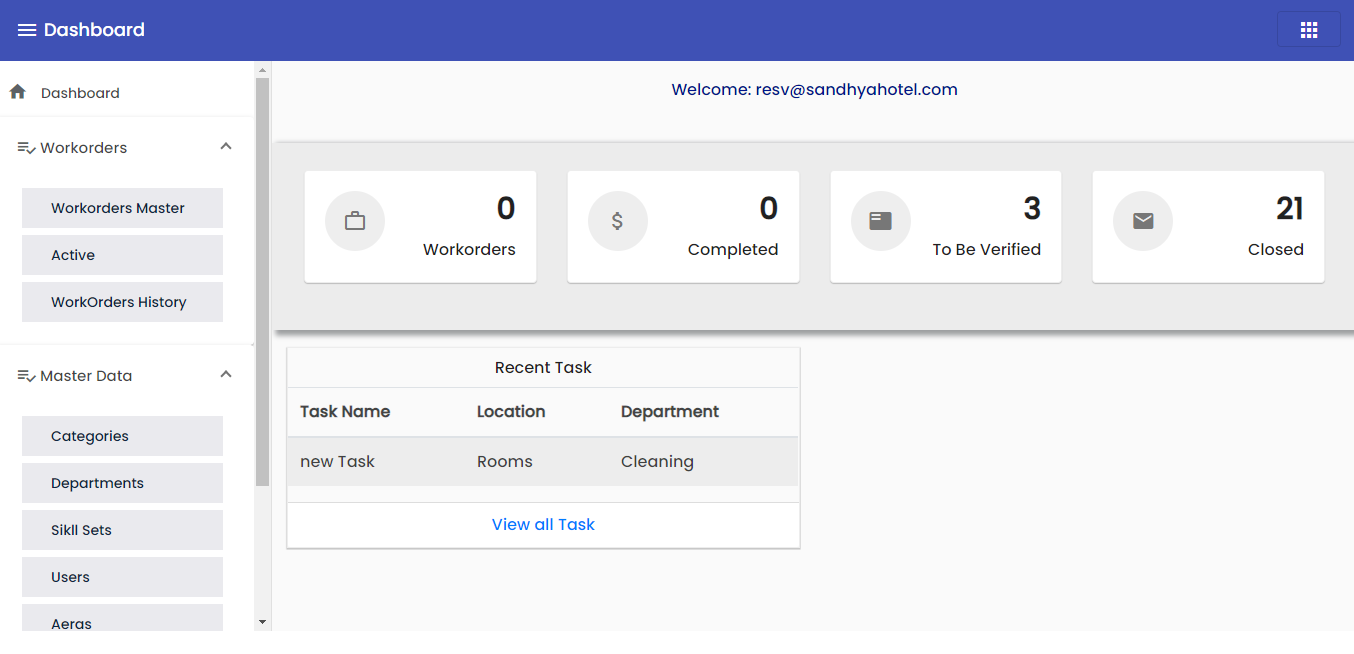 Dashboard
Dashboard
Workorders
Workorders Master
Active
WorkOrders History
Master Data
Categories
Departments
Sikll Sets
Users
Aeras
Welcome: resv@sandhyahotel.com
0
Workorders
$
0
Completed
3
To Be Verified
21
Closed
Recent Task
Task Name Location Department
new Task Rooms Cleaning
View all Task